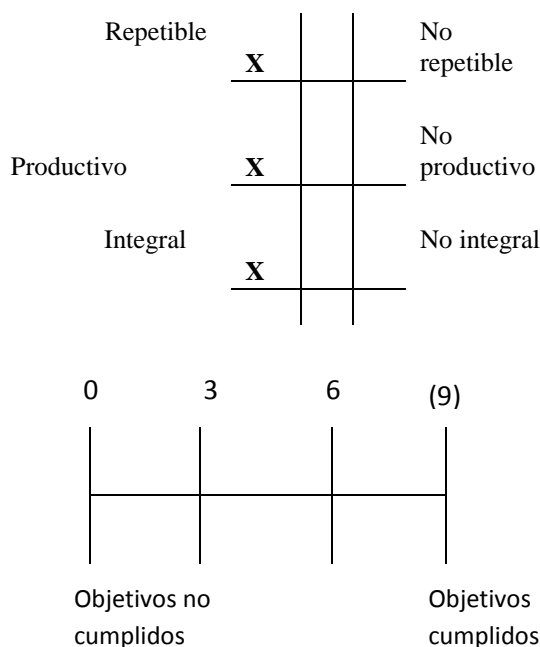 Repetible
X
No
repetible
Productivo
X
No
productivo
Integral
X
No integral
0 3 6 (9)
Objetivos no
cumplidos
Objetivos
cumplidos